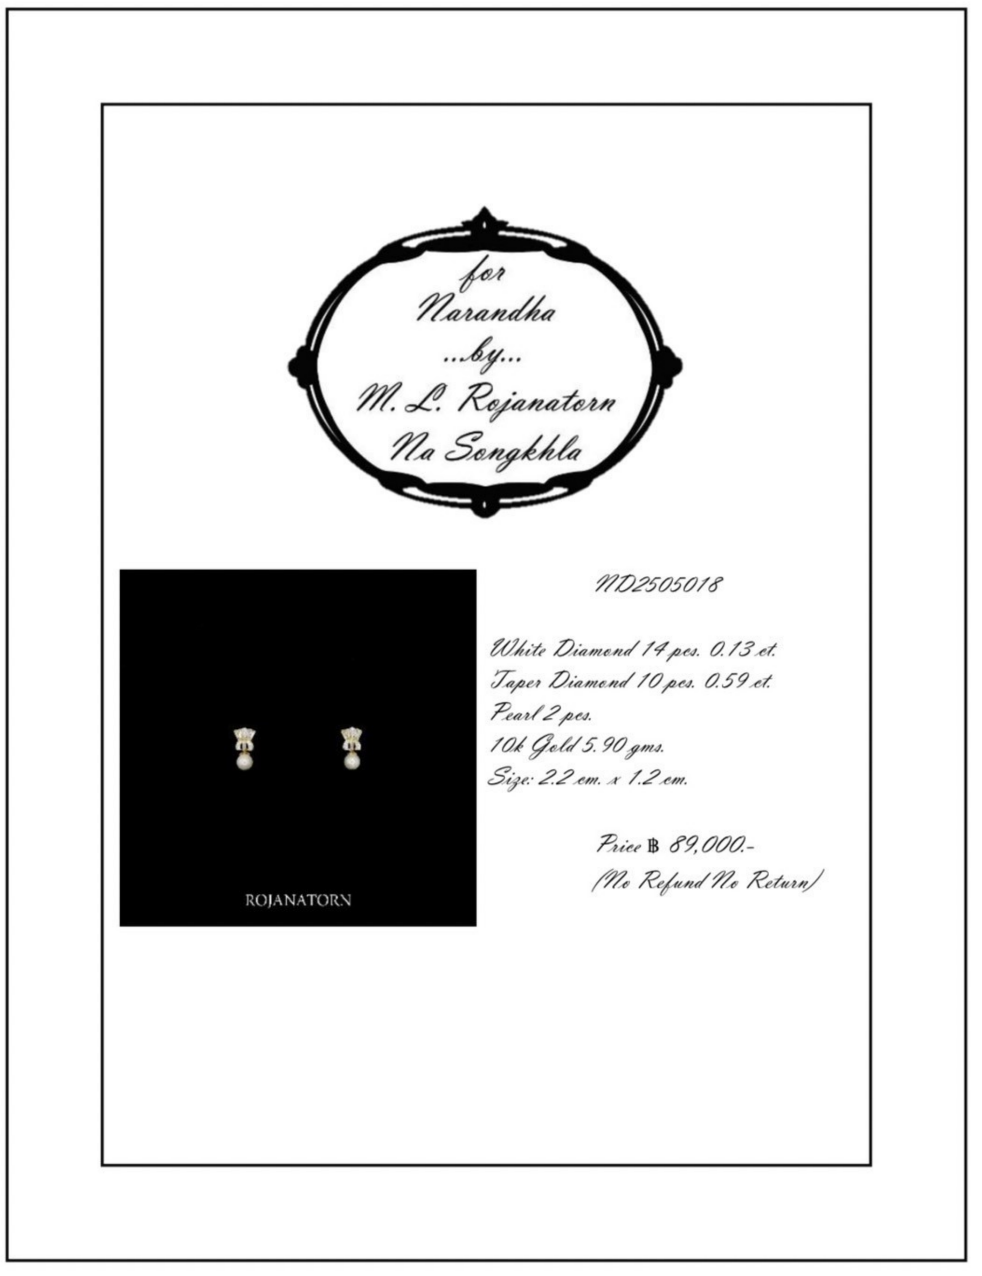 for
Narandha
...by...
M. L. Rojanatorn
Na Songkhla
ND2505018
White Diamond 14 pcs. 0.13 ct.
Taper Diamond 10 pcs. 0.59 ct.
Pearl 2 pcs.
10k Gold 5.90 gms.
Size: 2.2 cm. x 1.2 cm.
Price ฿ 89,000.-
(No Refund No Return)
ROJANATORN